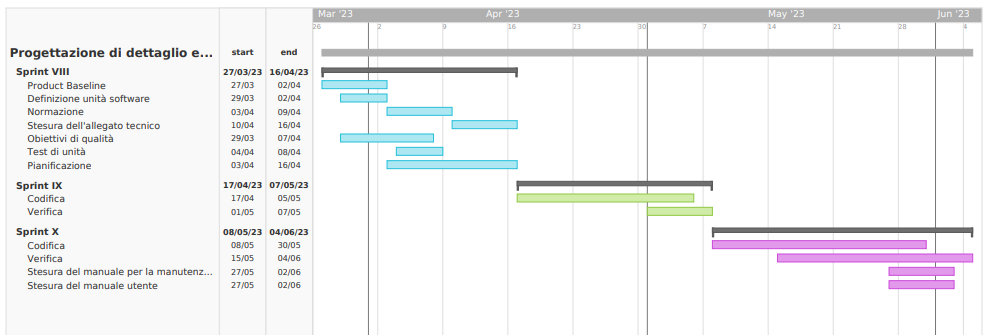 Mar '23 Apr '23 May '23 Jun '23
26 2 9 16 23 30 7 14 21 28 4
Progettazione di dettaglio e... start end
Sprint VIII 27/03/23 16/04/23
Product Baseline 27/03 02/04
Definizione unità software 29/03 02/04
Normazione 03/04 09/04
Stesura dell'allegato tecnico 10/04 16/04
Obiettivi di qualità 29/03 07/04
Test di unità 04/04 08/04
Pianificazione 03/04 16/04
Sprint IX 17/04/23 07/05/23
Codifica 17/04 05/05
Verifica 01/05 07/05
Sprint X 08/05/23 04/06/23
Codifica 08/05 30/05
Verifica 15/05 04/06
Stesura del manuale per la manutenz... 27/05 02/06
Stesura del manuale utente 27/05 02/06